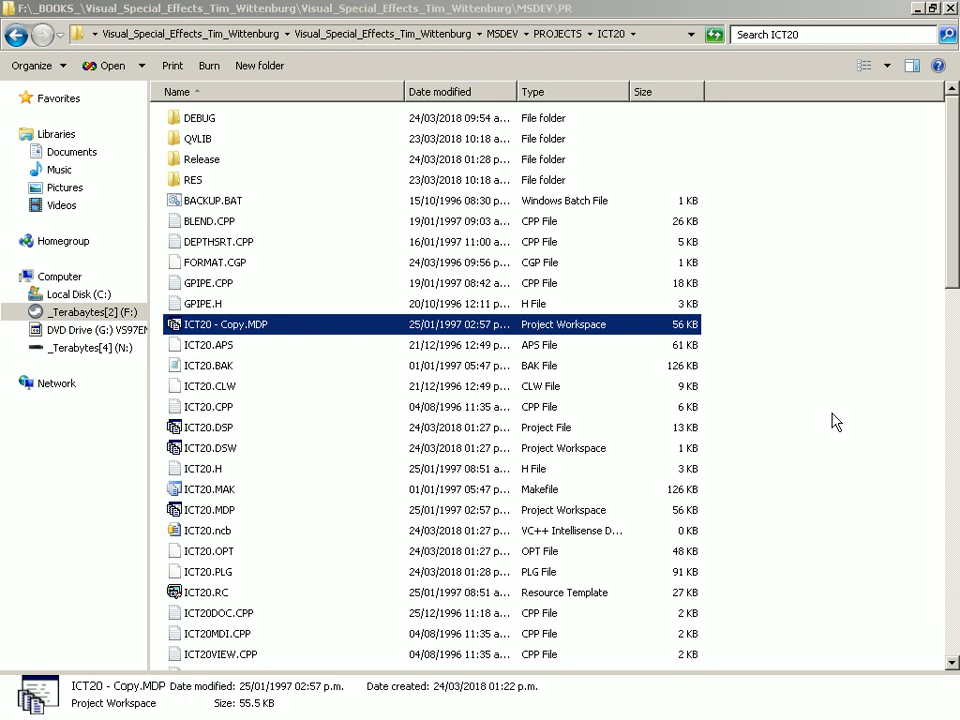 F:\_BOOKS_\Visual_Special_Effects_Tim_Wittenburg\Visual_Special_Effects_Tim_Wittenburg\MSDEV\PR
Visual_Special_Effects_Tim_Wittenburg Visual_Special_Effects_Tim_Wittenburg MSDEV PROJECTS ICT20 Search ICT20
Organize Open Print Burn New folder
Name Date modified Type Size
Favorites
Libraries
Documents
Music
Pictures
Videos
Homegroup
Computer
Local Disk (C:)
_Terabaytes[2] (F:)
DVD Drive (G:) VS97EN
_Terabytes[4] (N:)
Network
DEBUG 24/03/2018 09:54 a... File folder
QVLIB 23/03/2018 10:18 a... File folder
Release 24/03/2018 01:28 p... File folder
RES 23/03/2018 10:18 a... File folder
BACKUP.BAT 15/10/1996 08:30 p... Windows Batch File 1 KB
BLEND.CPP 19/01/1997 09:03 a... CPP File 26 KB
DEPTHSRT.CPP 16/01/1997 11:00 a... CPP File 5 KB
FORMAT.CGP 24/03/1996 09:56 p... CGP File 1 KB
GPIPE.CPP 19/01/1997 08:42 a... CPP File 18 KB
GPIPE.H 20/10/1996 12:11 p... H File 3 KB
ICT20 - Copy.MDP 25/01/1997 02:57 p... Project Workspace 56 KB
ICT20.APS 21/12/1996 12:49 p... APS File 61 KB
ICT20.BAK 01/01/1997 05:47 p... BAK File 126 KB
ICT20.CLW 21/12/1996 12:49 p... CLW File 9 KB
ICT20.CPP 04/08/1996 11:35 a... CPP File 6 KB
ICT20.DSP 24/03/2018 01:27 p... Project File 13 KB
ICT20.DSW 24/03/2018 01:27 p... Project Workspace 1 KB
ICT20.H 25/01/1997 08:51 a... H File 3 KB
ICT20.MAK 01/01/1997 05:47 p... Makefile 126 KB
ICT20.MDP 25/01/1997 02:57 p... Project Workspace 56 KB
ICT20.ncb 24/03/2018 01:27 p... VC++ Intellisense D... 0 KB
ICT20.OPT 24/03/2018 01:27 p... OPT File 48 KB
ICT20.PLG 24/03/2018 01:28 p... PLG File 91 KB
ICT20.RC 25/01/1997 08:51 a... Resource Template 27 KB
ICT20DOC.CPP 25/12/1996 11:18 a... CPP File 2 KB
ICT20MDI.CPP 04/08/1996 11:35 a... CPP File 2 KB
ICT20VIEW.CPP 04/08/1996 11:35 a... CPP File 2 KB
ICT20 - Copy.MDP Date modified: 25/01/1997 02:57 p.m. Date created: 24/03/2018 01:22 p.m.
Project Workspace Size: 55.5 KB